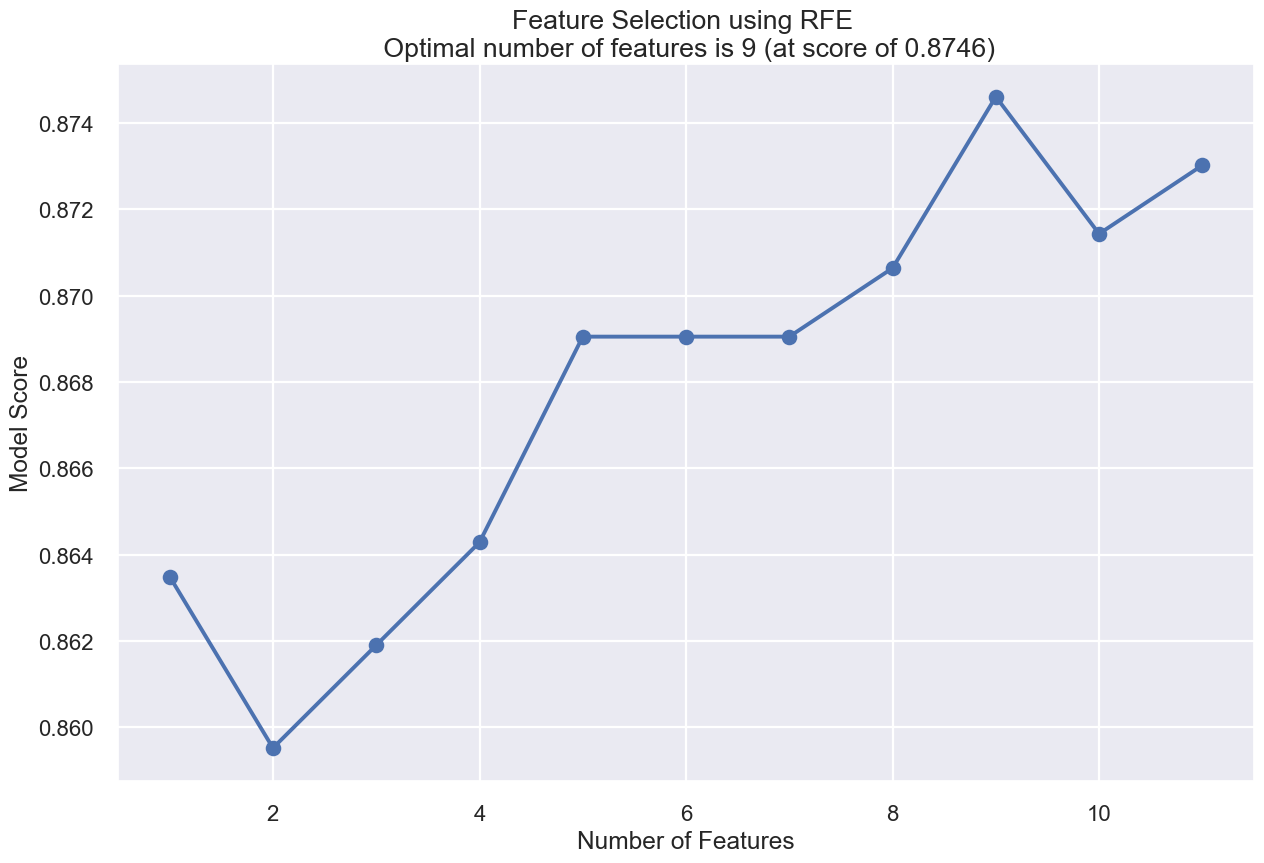 Feature Selection using RFE
Optimal number of features is 9 (at score of 0.8746)
0.874
0.872
0.870
0.868
0.866
0.864
0.862
0.860
Model Score
2 4 6 8 10
Number of Features